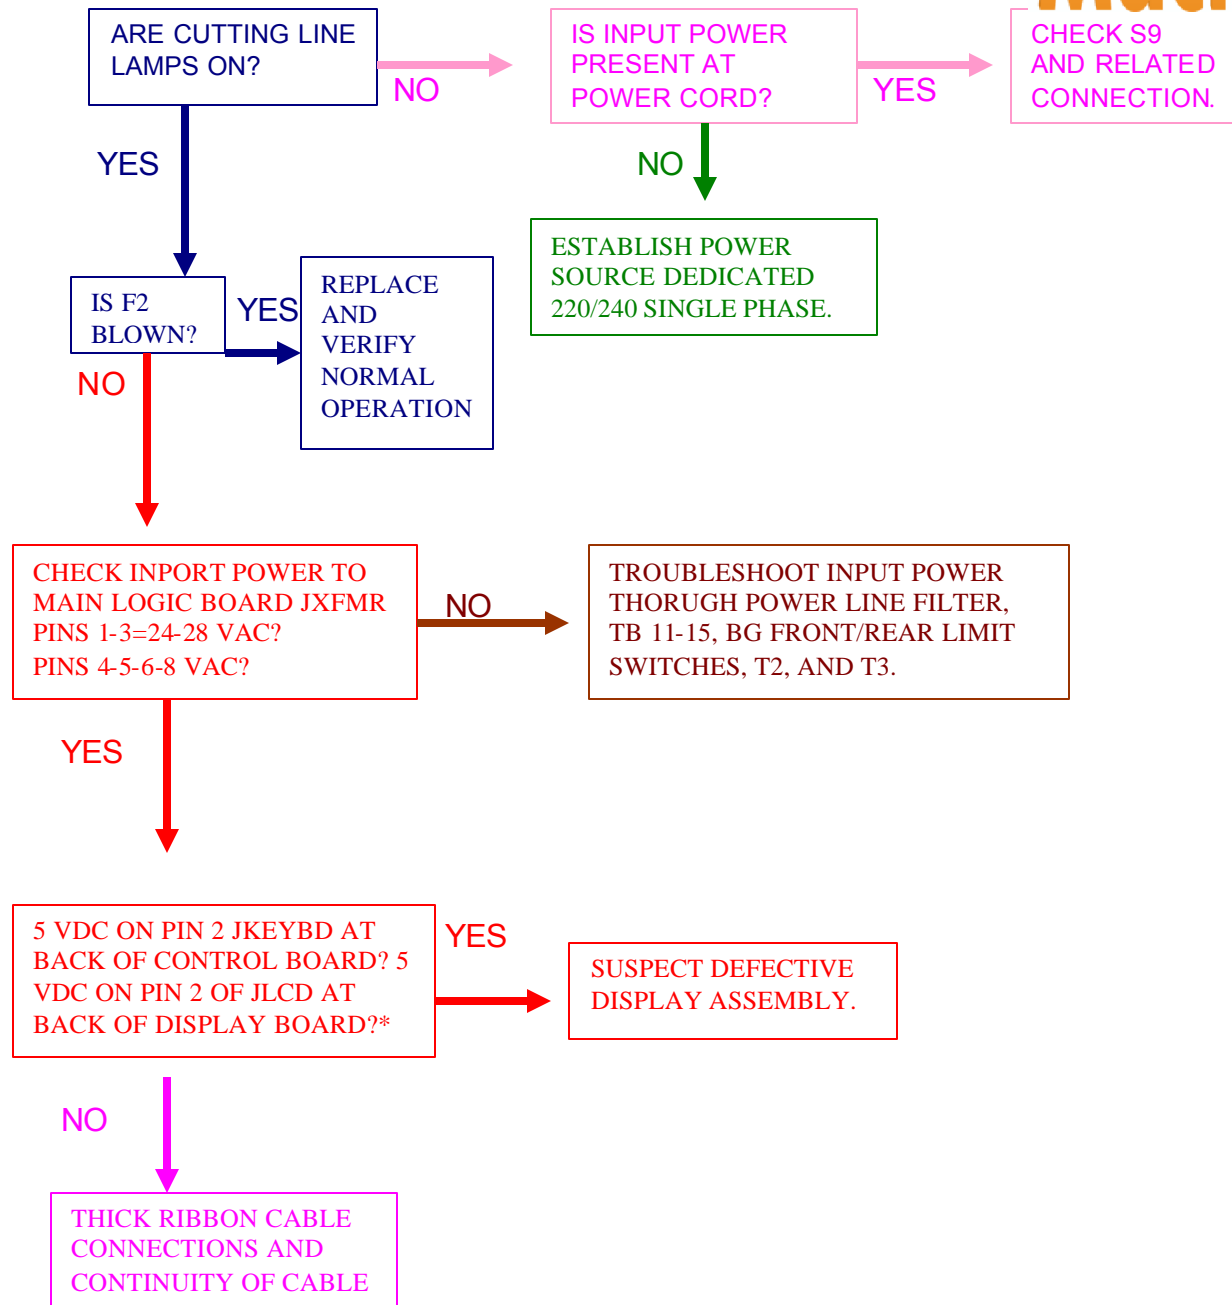 ARE CUTTING LINE
LAMPS ON?
NO
IS INPUT POWER
PRESENT AT
POWER CORD?
YES
CHECK S9
AND RELATED
CONNECTION.
YES
NO
ESTABLISH POWER
SOURCE DEDICATED
220/240 SINGLE PHASE.
IS F2
BLOWN?
YES
REPLACE
AND
VERIFY
NORMAL
OPERATION
NO
CHECK INPORT POWER TO
MAIN LOGIC BOARD JXFMR
PINS 1-3=24-28 VAC?
PINS 4-5-6-8 VAC?
NO
TROUBLESHOOT INPUT POWER
THORUGH POWER LINE FILTER,
TB 11-15, BG FRONT/REAR LIMIT
SWITCHES, T2, AND T3.
YES
5 VDC ON PIN 2 JKEYBD AT
BACK OF CONTROL BOARD? 5
VDC ON PIN 2 OF JLCD AT
BACK OF DISPLAY BOARD?*
YES
SUSPECT DEFECTIVE
DISPLAY ASSEMBLY.
NO
THICK RIBBON CABLE
CONNECTIONS AND
CONTINUITY OF CABLE